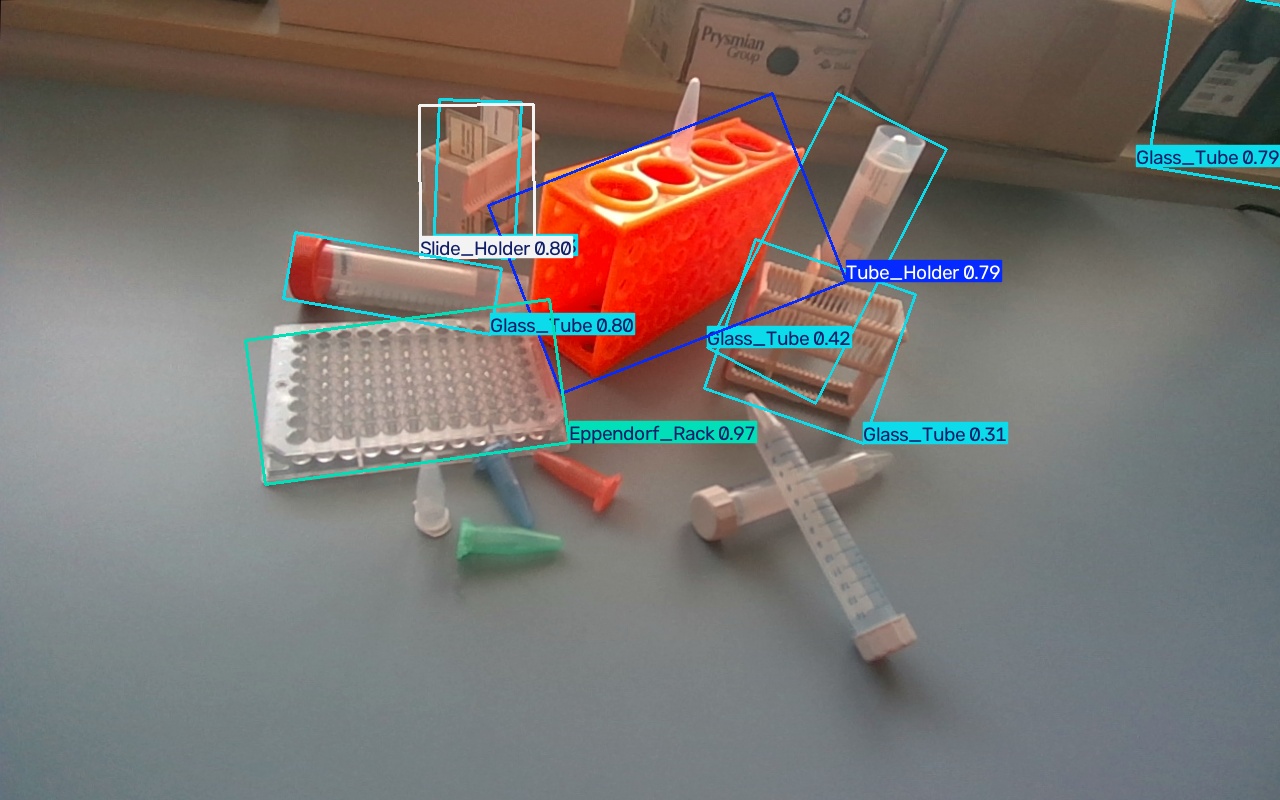 Prysmian
Group
Glass_Tube 0.79
Slide_Holder 0.80
Tube_Holder 0.79
Glass_Tube 0.80
Glass_Tube 0.42
Eppendorf_Rack 0.97
Glass_Tube 0.31